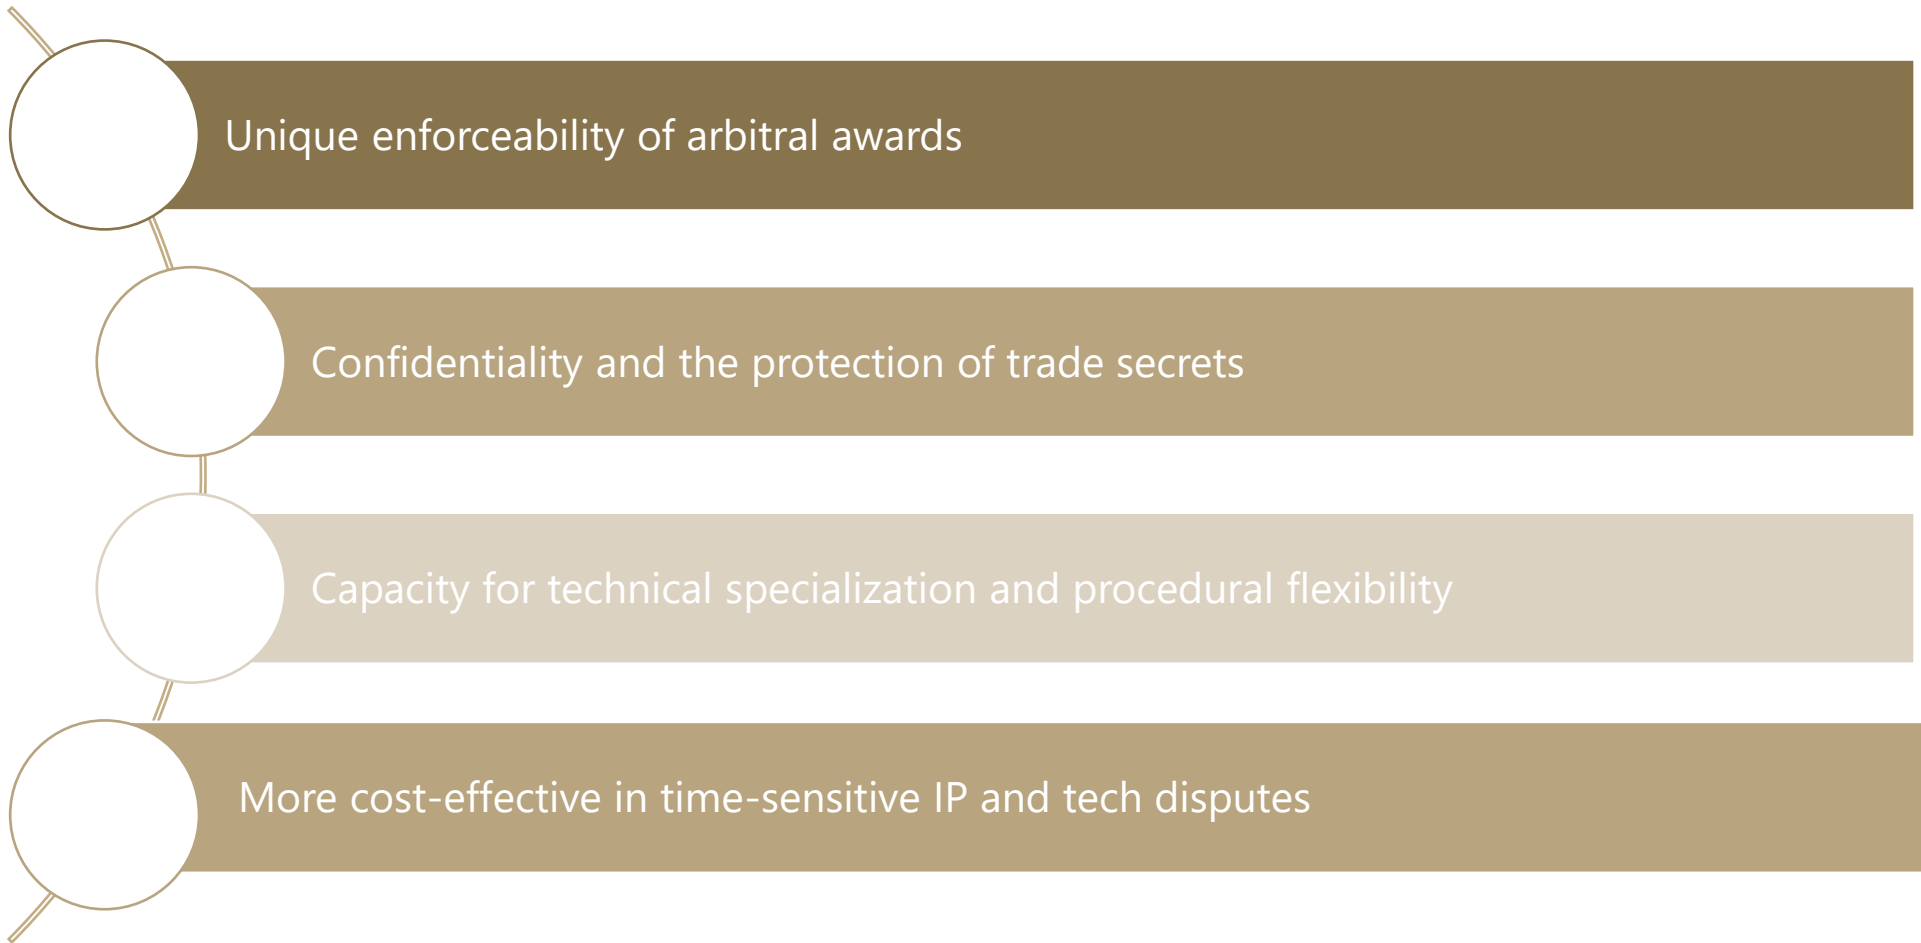 Unique enforceability of arbitral awards
Confidentiality and the protection of trade secrets
Capacity for technical specialization and procedural flexibility
More cost-effective in time-sensitive IP and tech disputes